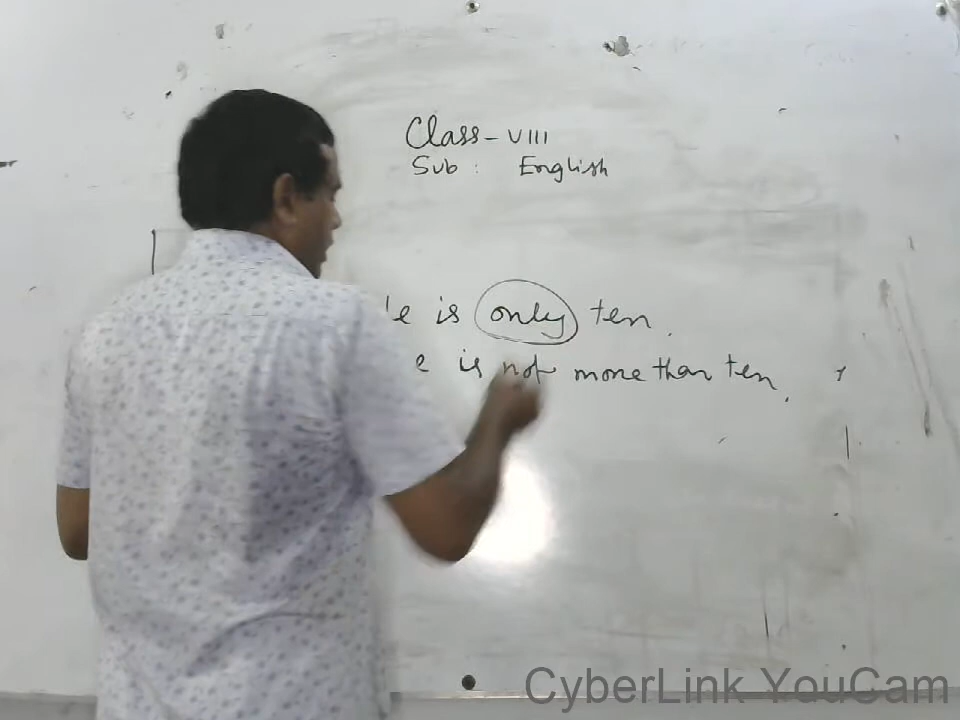 Class - VIII
Sub : English
e is only ten.
e is not more than ten.
CyberLink YouCam